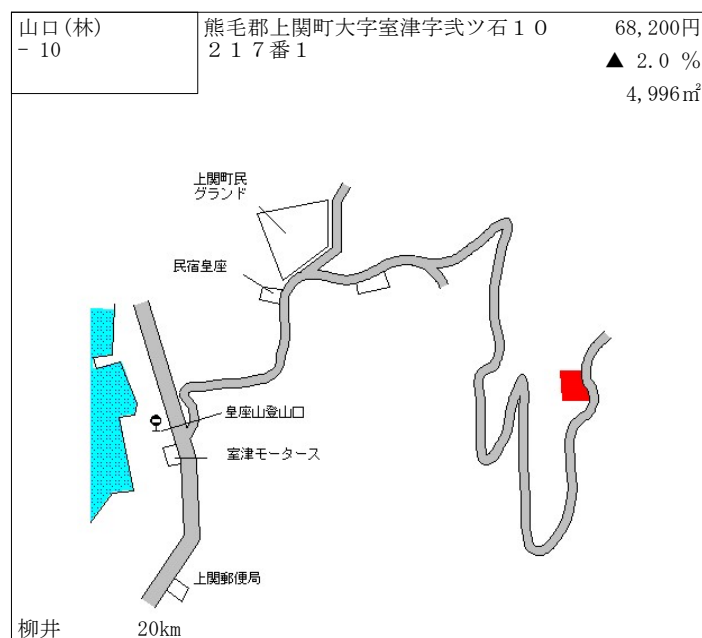 山口(林)
- 10
熊毛郡上関町大字室津字弐ツ石１０
２１７番１
68,200円
▲ 2.0 %
4,996㎡
上関町民
グランド
民宿皇座
皇座山登山口
室津モータース
上関郵便局
柳井 20km